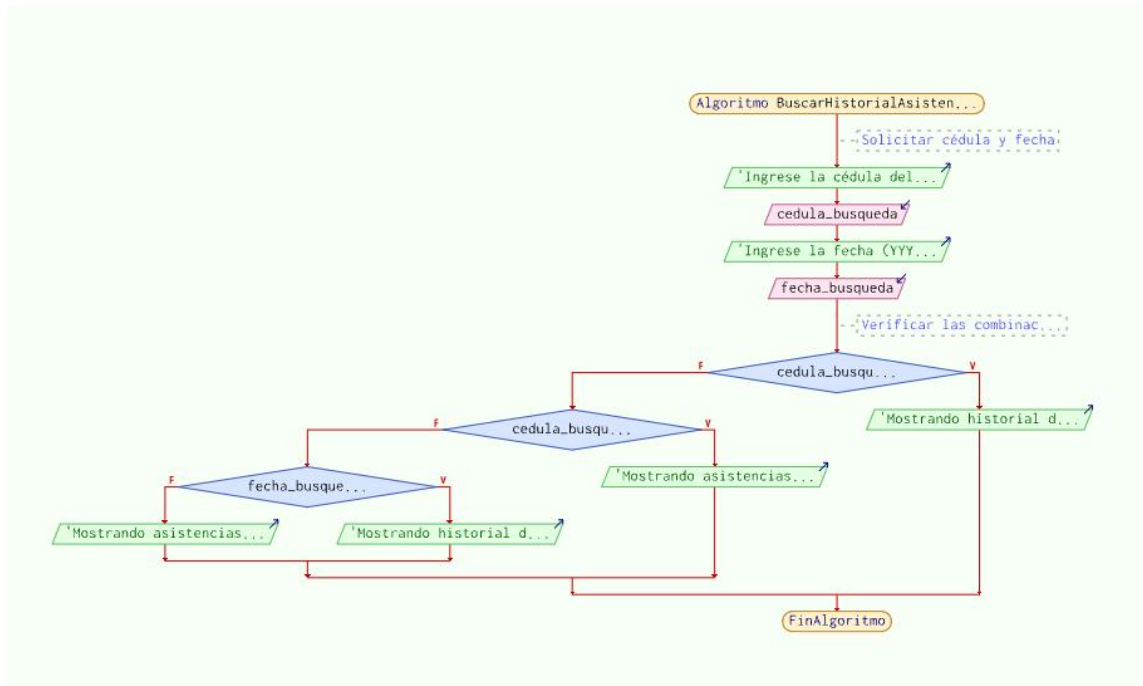 Algoritmo BuscarHistorialAsisten...
Solicitar cédula y fecha
'Ingrese la cédula del...
cedula_busqueda
'Ingrese la fecha (YYY...
fecha_busqueda
Verificar las combinac...
cedula_busqu...
F
V
'Mostrando historial d...
cedula_busqu...
F
V
'Mostrando asistencias...
fecha_busque...
F
V
'Mostrando asistencias...
'Mostrando historial d...
FinAlgoritmo